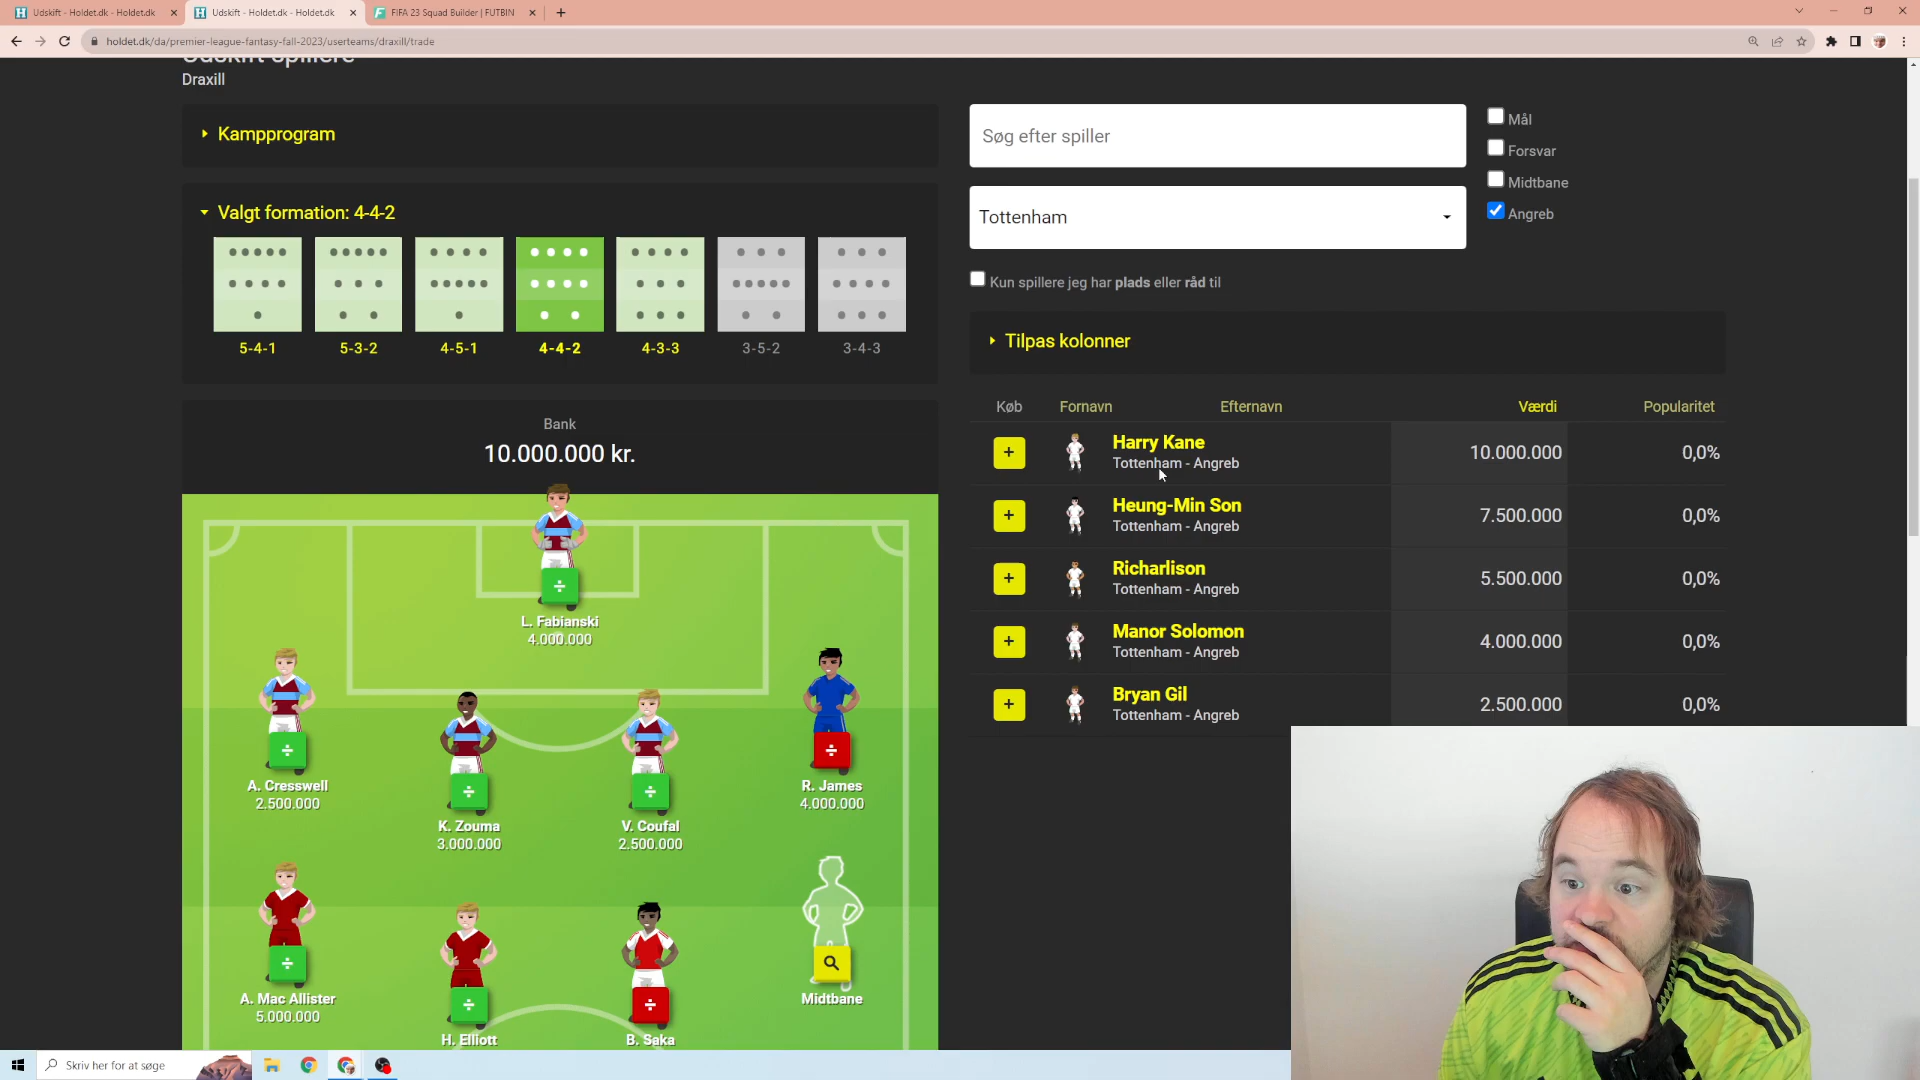 Udskift - Holdet.dk - Holdet.dk
Udskift - Holdet.dk - Holdet.dk
FIFA 23 Squad Builder | FUTBIN
holdet.dk/da/premier-league-fantasy-fall-2023/userteams/draxill/trade
Udskift spillere
Draxill
Kampprogram
Valgt formation: 4-4-2
5-4-1
5-3-2
4-5-1
4-4-2
4-3-3
3-5-2
3-4-3
Bank
10.000.000 kr.
L. Fabianski
4.000.000
A. Cresswell
2.500.000
K. Zouma
3.000.000
V. Coufal
2.500.000
R. James
4.000.000
A. Mac Allister
5.000.000
H. Elliott
B. Saka
Midtbane
Søg efter spiller
Tottenham
Mål
Forsvar
Midtbane
Angreb
Kun spillere jeg har plads eller råd til
Tilpas kolonner
Køb Fornavn Efternavn Værdi Popularitet
Harry Kane
Tottenham - Angreb
10.000.000 0,0%
Heung-Min Son
Tottenham - Angreb
7.500.000 0,0%
Richarlison
Tottenham - Angreb
5.500.000 0,0%
Manor Solomon
Tottenham - Angreb
4.000.000 0,0%
Bryan Gil
Tottenham - Angreb
2.500.000 0,0%
Skriv her for at søge